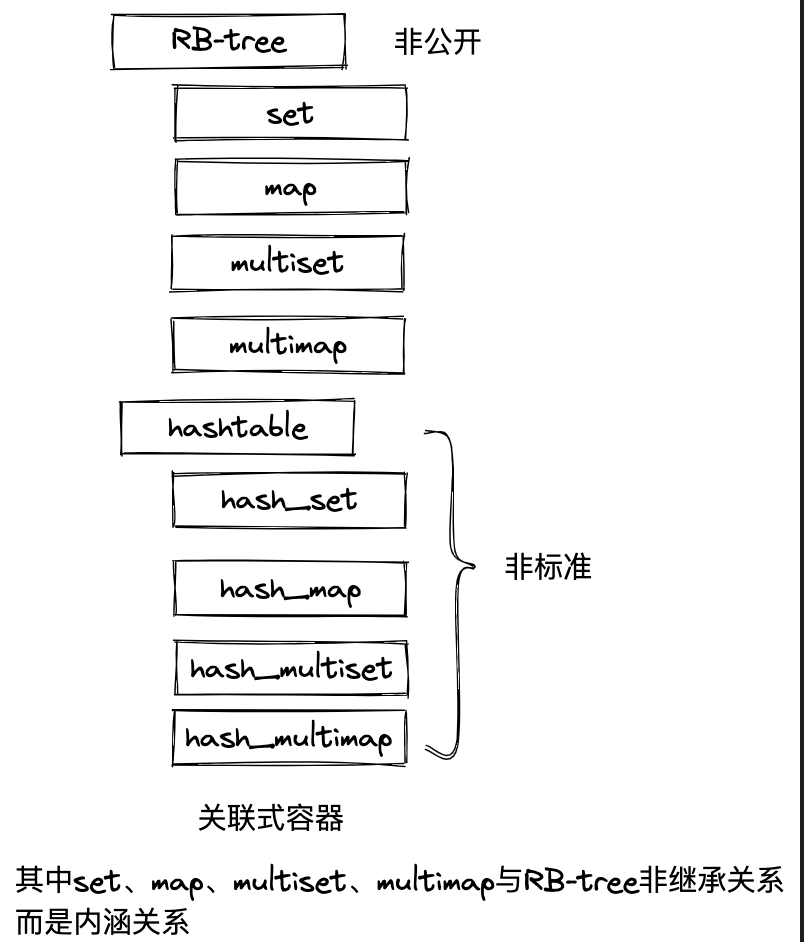 RB-tree 非公开
set
map
multiset
multimap
hashtable
hash_set
hash_map
非标准
hash_multiset
hash_multimap
关联式容器
其中set、map、multiset、multimap与RB-tree非继承关系
而是内涵关系